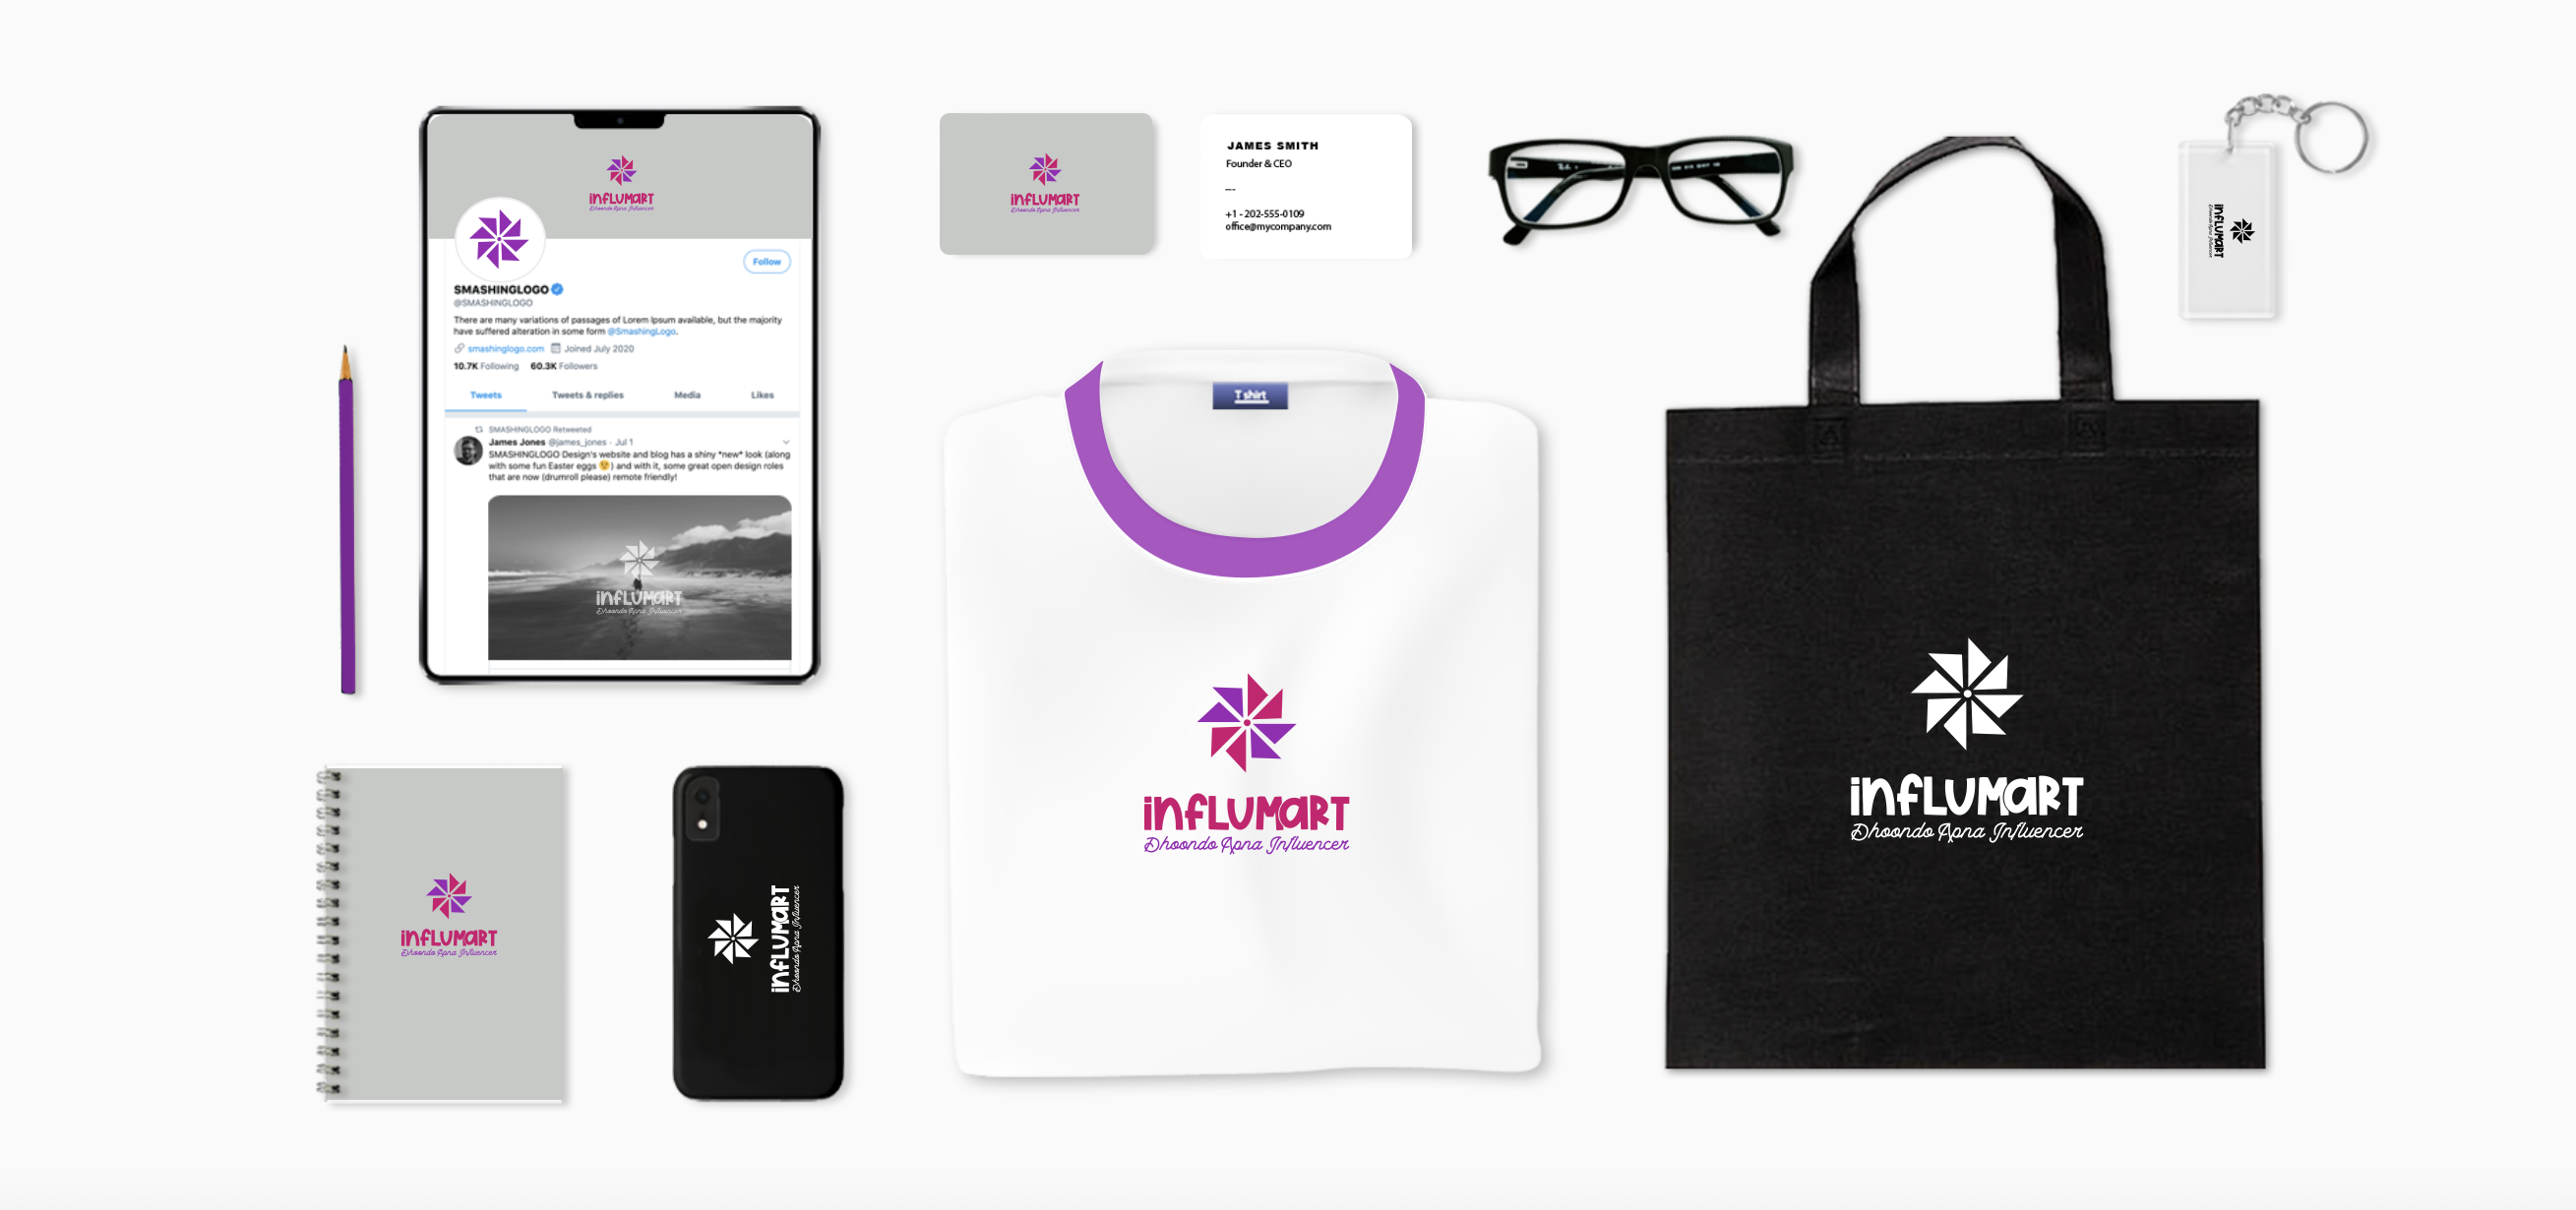 influmart
Dhoondo Apna Influencer
Follow
SMASHINGLOGO
@SMASHINGLOGO
There are many variations of passages of Lorem Ipsum available, but the majority
have suffered alteration in some form @SmashingLogo.
smashinglogo.com Joined July 2020
10.7K Following 60.3K Followers
Tweets Tweets & replies Media Likes
SMASHINGLOGO Retweeted
James Jones @james_jones · Jul 1
SMASHINGLOGO Design's website and blog has a shiny *new* look (along
with some fun Easter eggs 😲) and with it, some great open design roles
that are now (drumroll please) remote friendly!
influmart
Dhoondo Apna Influencer
influmart
Dhoondo Apna Influencer
JAMES SMITH
Founder & CEO
---
+1 - 202-555-0109
office@mycompany.com
influmart
Dhoondo Apna Influencer
T shirt
influmart
Dhoondo Apna Influencer
influmart
Dhoondo Apna Influencer
influmart
Dhoondo Apna Influencer
influmart
Dhoondo Apna Influencer